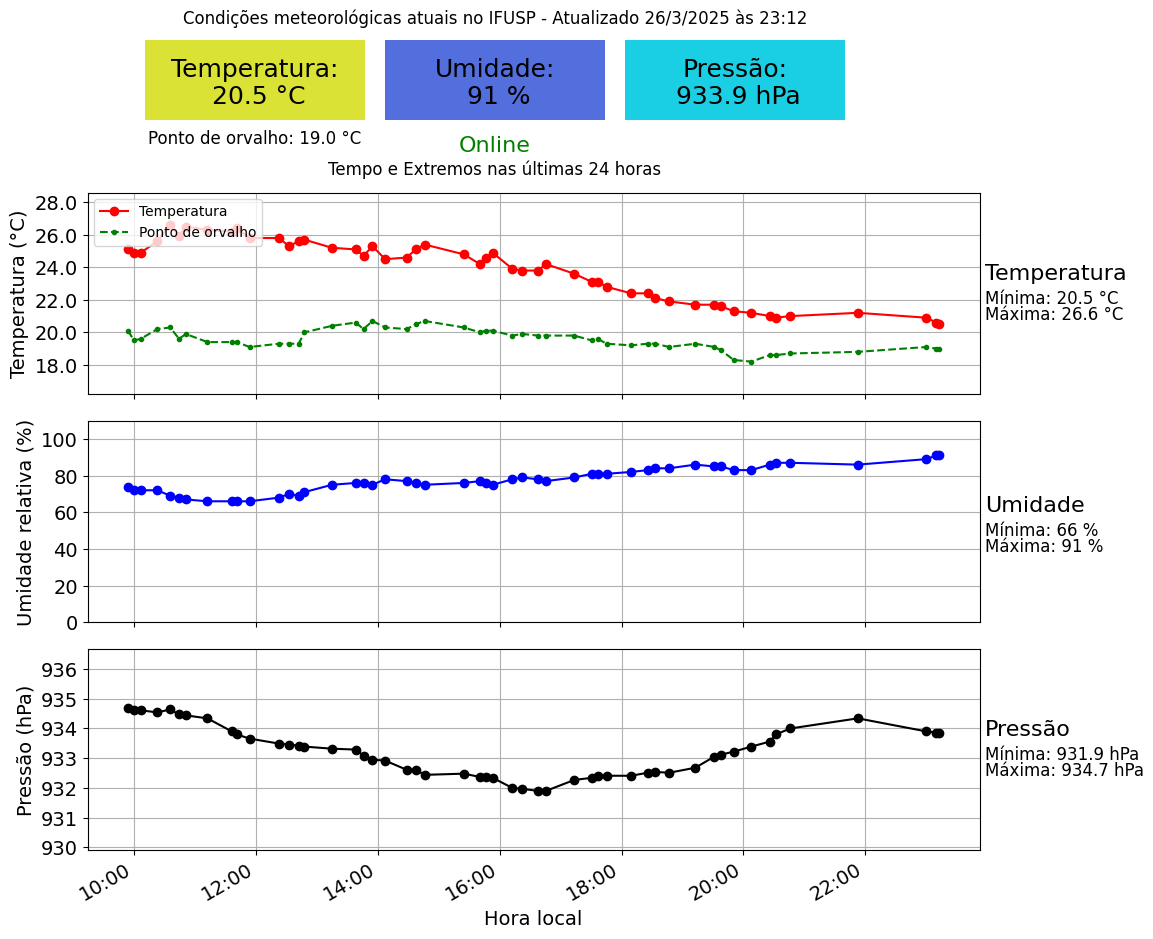 Condições meteorológicas atuais no IFUSP - Atualizado 26/3/2025 às 23:12
Temperatura:
20.5 °C
Umidade:
91 %
Pressão:
933.9 hPa
Ponto de orvalho: 19.0 °C
Online
Tempo e Extremos nas últimas 24 horas
Temperatura (°C)
28.0
26.0
24.0
22.0
20.0
18.0
Temperatura
Ponto de orvalho
Temperatura
Mínima: 20.5 °C
Máxima: 26.6 °C
Umidade relativa (%)
100
80
60
40
20
0
Umidade
Mínima: 66 %
Máxima: 91 %
Pressão (hPa)
936
935
934
933
932
931
930
Pressão
Mínima: 931.9 hPa
Máxima: 934.7 hPa
10:00
12:00
14:00
16:00
18:00
20:00
22:00
Hora local